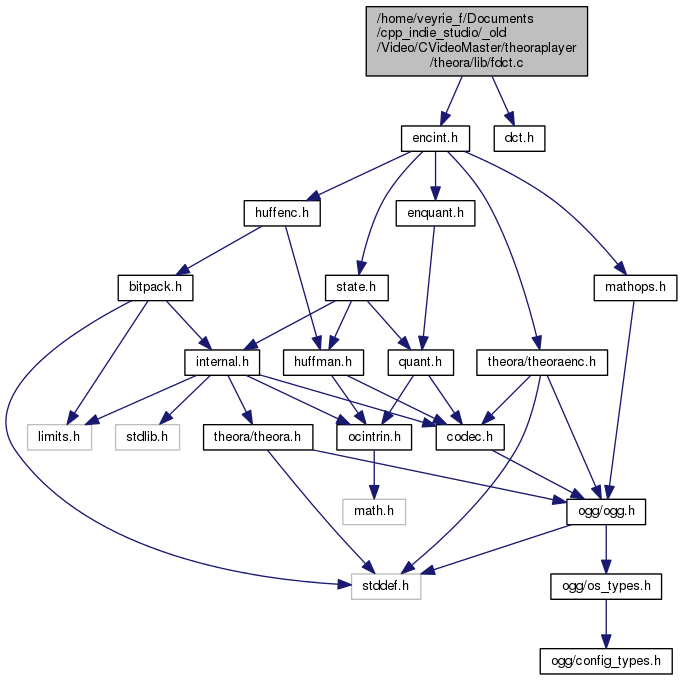 /home/veyrie_f/Documents
/cpp_indie_studio/_old
/Video/CVideoMaster/theoraplayer
/theora/lib/fdct.c
encint.h
dct.h
huffenc.h
enquant.h
bitpack.h
state.h
mathops.h
internal.h
huffman.h
quant.h
theora/theoraenc.h
limits.h
stdlib.h
theora/theora.h
ocintrin.h
codec.h
math.h
ogg/ogg.h
stddef.h
ogg/os_types.h
ogg/config_types.h